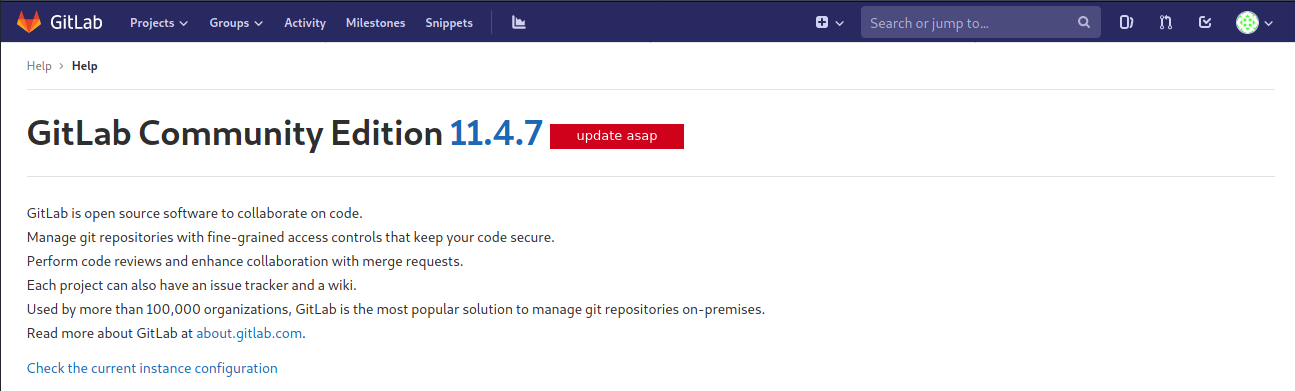 GitLab Projects Groups Activity Milestones Snippets Search or jump to...
Help › Help
GitLab Community Edition 11.4.7 update asap
GitLab is open source software to collaborate on code.
Manage git repositories with fine-grained access controls that keep your code secure.
Perform code reviews and enhance collaboration with merge requests.
Each project can also have an issue tracker and a wiki.
Used by more than 100,000 organizations, GitLab is the most popular solution to manage git repositories on-premises.
Read more about GitLab at about.gitlab.com.
Check the current instance configuration